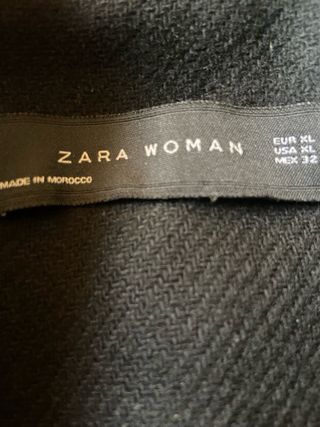 ZARA WOMAN
EUR XL
USA XL
MEX 32
MADE IN MOROCCO